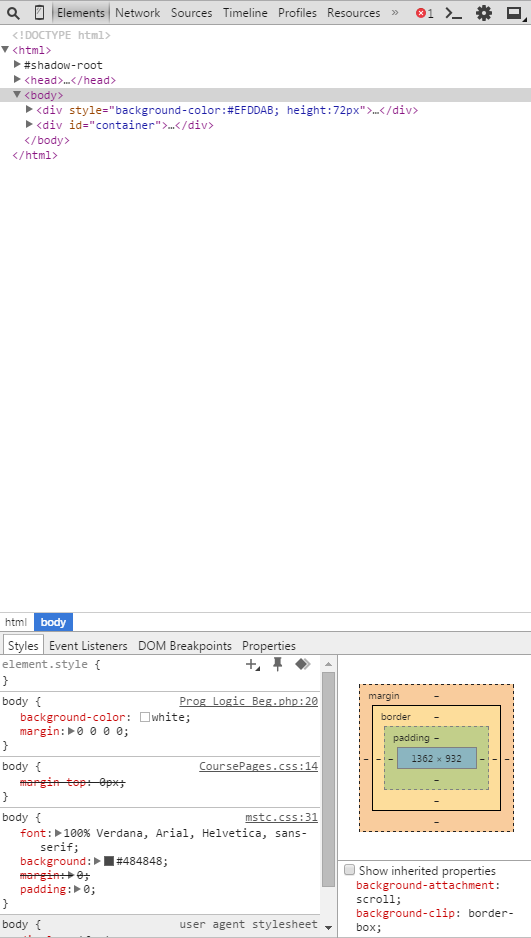 Elements Network Sources Timeline Profiles Resources » 1
<!DOCTYPE html>
▼<html>
▶#shadow-root
▶<head>…</head>
▼<body>
▶<div style="background-color:#EFDDAB; height:72px">…</div>
▶<div id="container">…</div>
</body>
</html>
html body
Styles Event Listeners DOM Breakpoints Properties
element.style {
}
body { Prog_Logic_Beg.php:20
background-color: white;
margin:▶0 0 0 0;
}
body { CoursePages.css:14
margin-top: 0px;
}
body { mstc.css:31
font:▶100% Verdana, Arial, Helvetica, sans-
serif;
background:▶#484848;
margin:▶0;
padding:▶0;
}
body { user agent stylesheet
margin –
border –
padding –
– – – 1362 × 932 – – –
–
–
–
Show inherited properties
background-attachment:
scroll;
background-clip: border-
box;